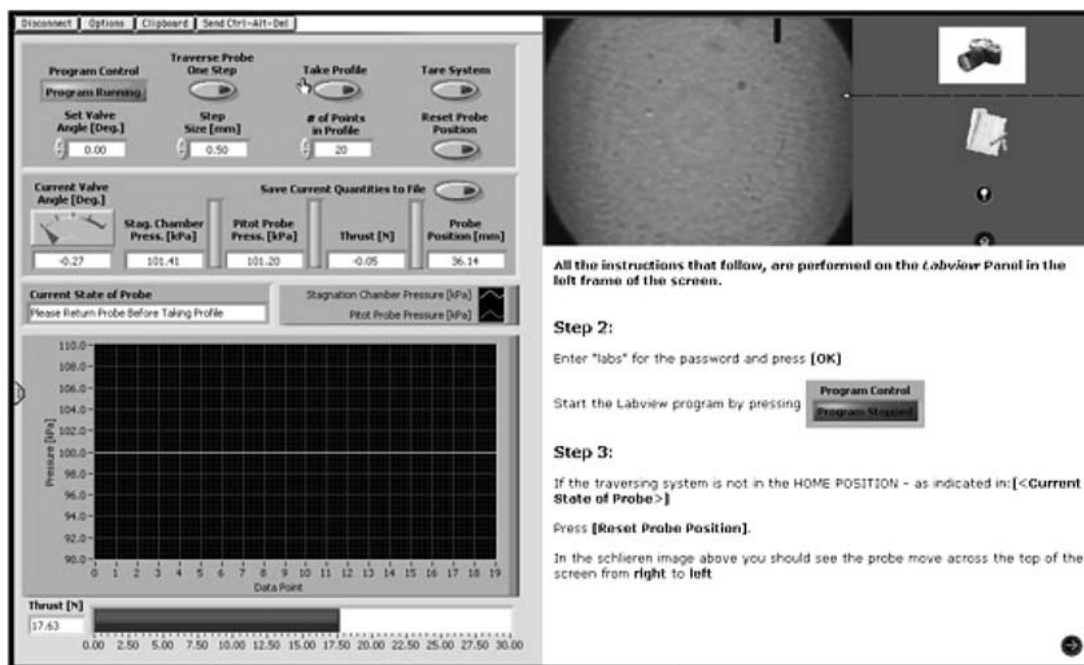 Disconnect Options Clipboard Send Ctrl-Alt-Del
Program Control
Program Running
Traverse Probe
One Step
Take Profile
Tare System
Set Valve
Angle [Deg.]
0.00
Step
Size [mm]
0.50
# of Points
in Profile
20
Reset Probe
Position
Current Valve
Angle [Deg.]
-0.27
Save Current Quantities to File
Stag. Chamber
Press. [kPa]
101.41
Pitot Probe
Press. [kPa]
101.20
Thrust [N]
-0.05
Probe
Position [mm]
36.14
Current State of Probe
Please Return Probe Before Taking Profile
Stagnation Chamber Pressure [kPa]
Pitot Probe Pressure [kPa]
Pressure [kPa]
110.0
108.0
106.0
104.0
102.0
100.0
98.0
96.0
94.0
92.0
90.0
0 1 2 3 4 5 6 7 8 9 10 11 12 13 14 15 16 17 18 19
Data Point
Thrust [N]
17.63
0.00 2.50 5.00 7.50 10.00 12.50 15.00 17.50 20.00 22.50 25.00 27.50 30.00
All the instructions that follow, are performed on the Labview Panel in the
left frame of the screen.
Step 2:
Enter "labs" for the password and press [OK]
Start the Labview program by pressing
Program Control
Program Stopped
Step 3:
If the traversing system is not in the HOME POSITION - as indicated in:[<Current
State of Probe>]
Press [Reset Probe Position].
In the schlieren image above you should see the probe move across the top of the
screen from right to left